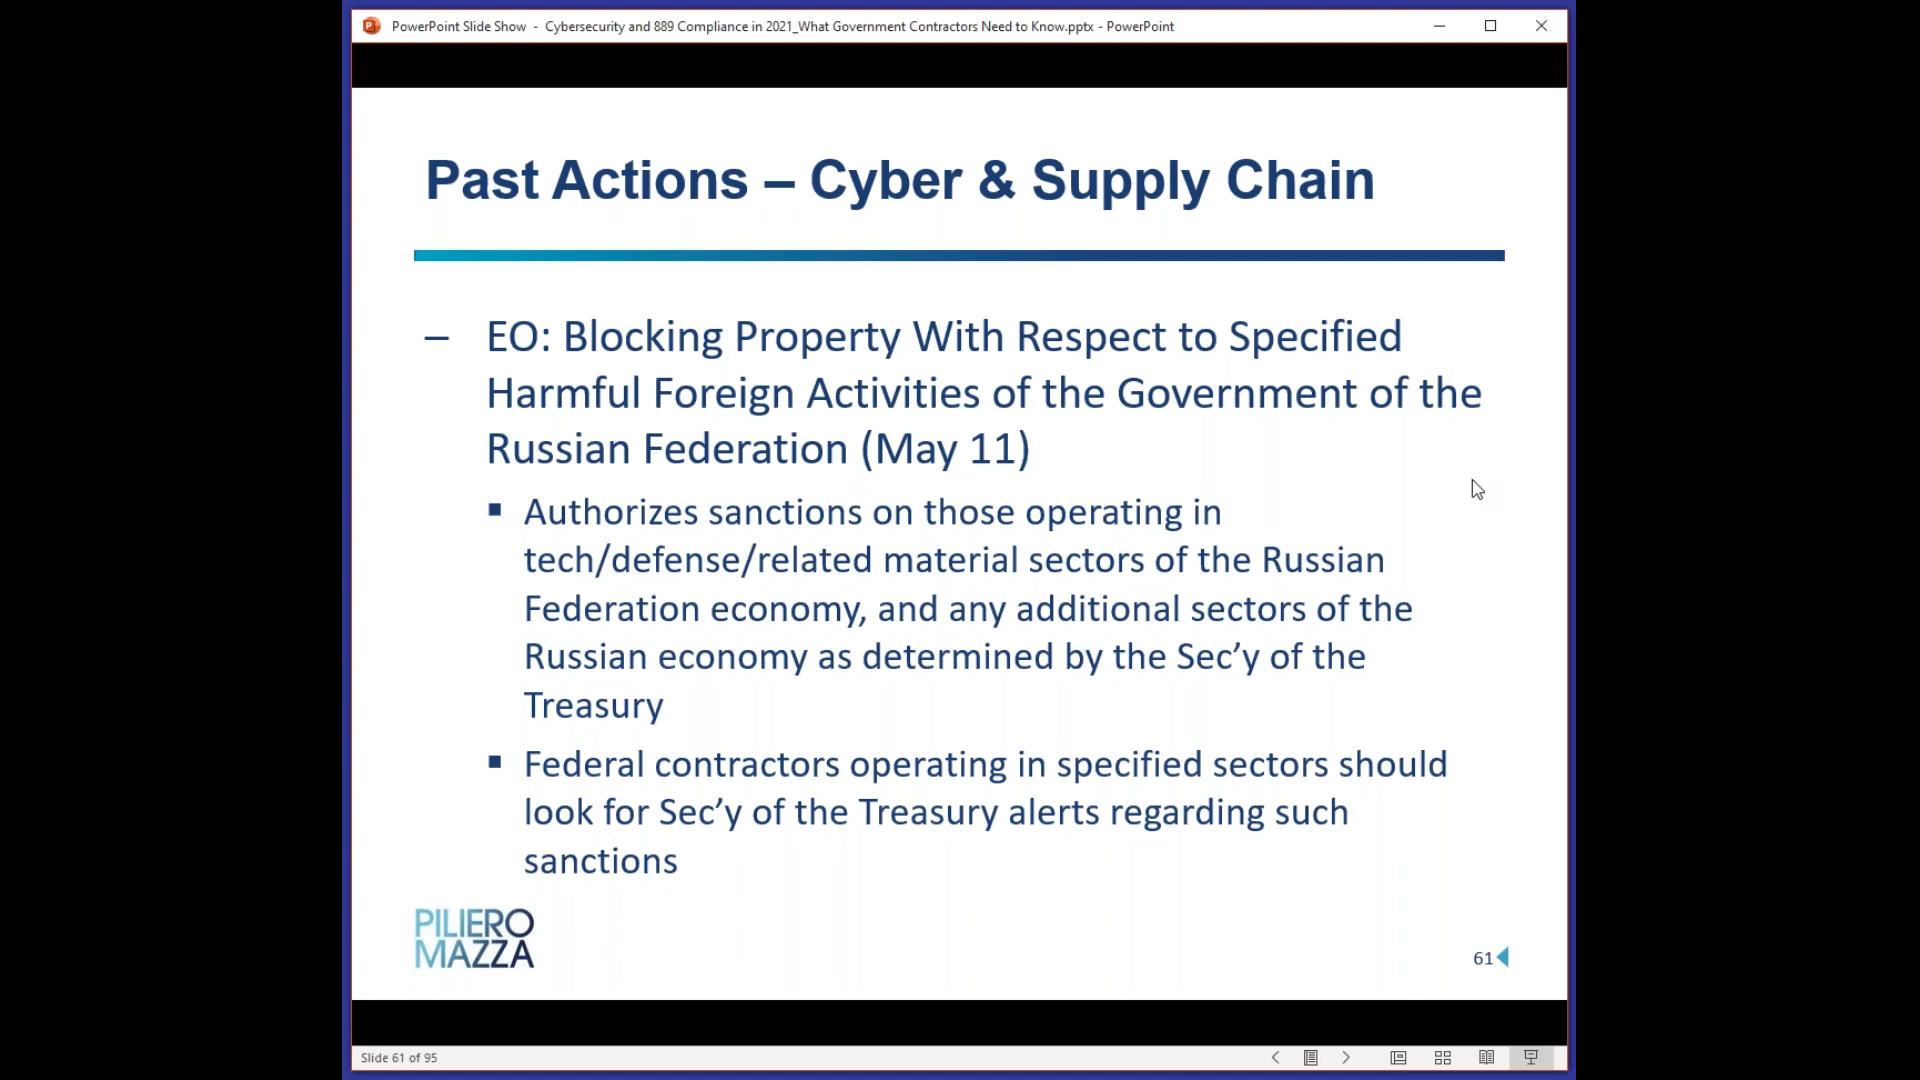 PowerPoint Slide Show - Cybersecurity and 889 Compliance in 2021_What Government Contractors Need to Know.pptx - PowerPoint
Past Actions – Cyber & Supply Chain
– EO: Blocking Property With Respect to Specified
Harmful Foreign Activities of the Government of the
Russian Federation (May 11)
▪ Authorizes sanctions on those operating in
tech/defense/related material sectors of the Russian
Federation economy, and any additional sectors of the
Russian economy as determined by the Sec’y of the
Treasury
▪ Federal contractors operating in specified sectors should
look for Sec’y of the Treasury alerts regarding such
sanctions
PILIERO
MAZZA
61
Slide 61 of 95